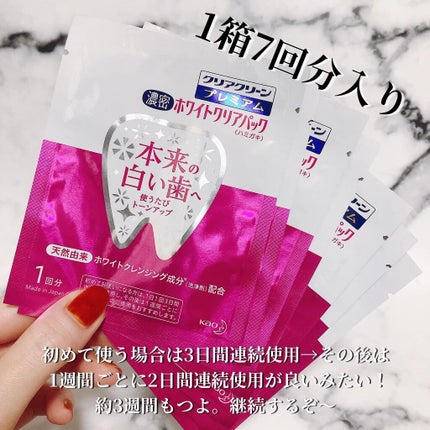 1箱7回分入り
クリアクリーン
プレミアム
濃密
ホワイトクリアパック
(ハミガキ)
本来の
白い歯へ
使うたび
トーンアップ
天然由来 ホワイトクレンジング成分(清浄剤)配合
1回分
Made in Japan
Kao
初めて使う場合は3日間連続使用→その後は
1週間ごとに2日間連続使用が良いみたい！
約3週間もつよ。継続するぞ〜